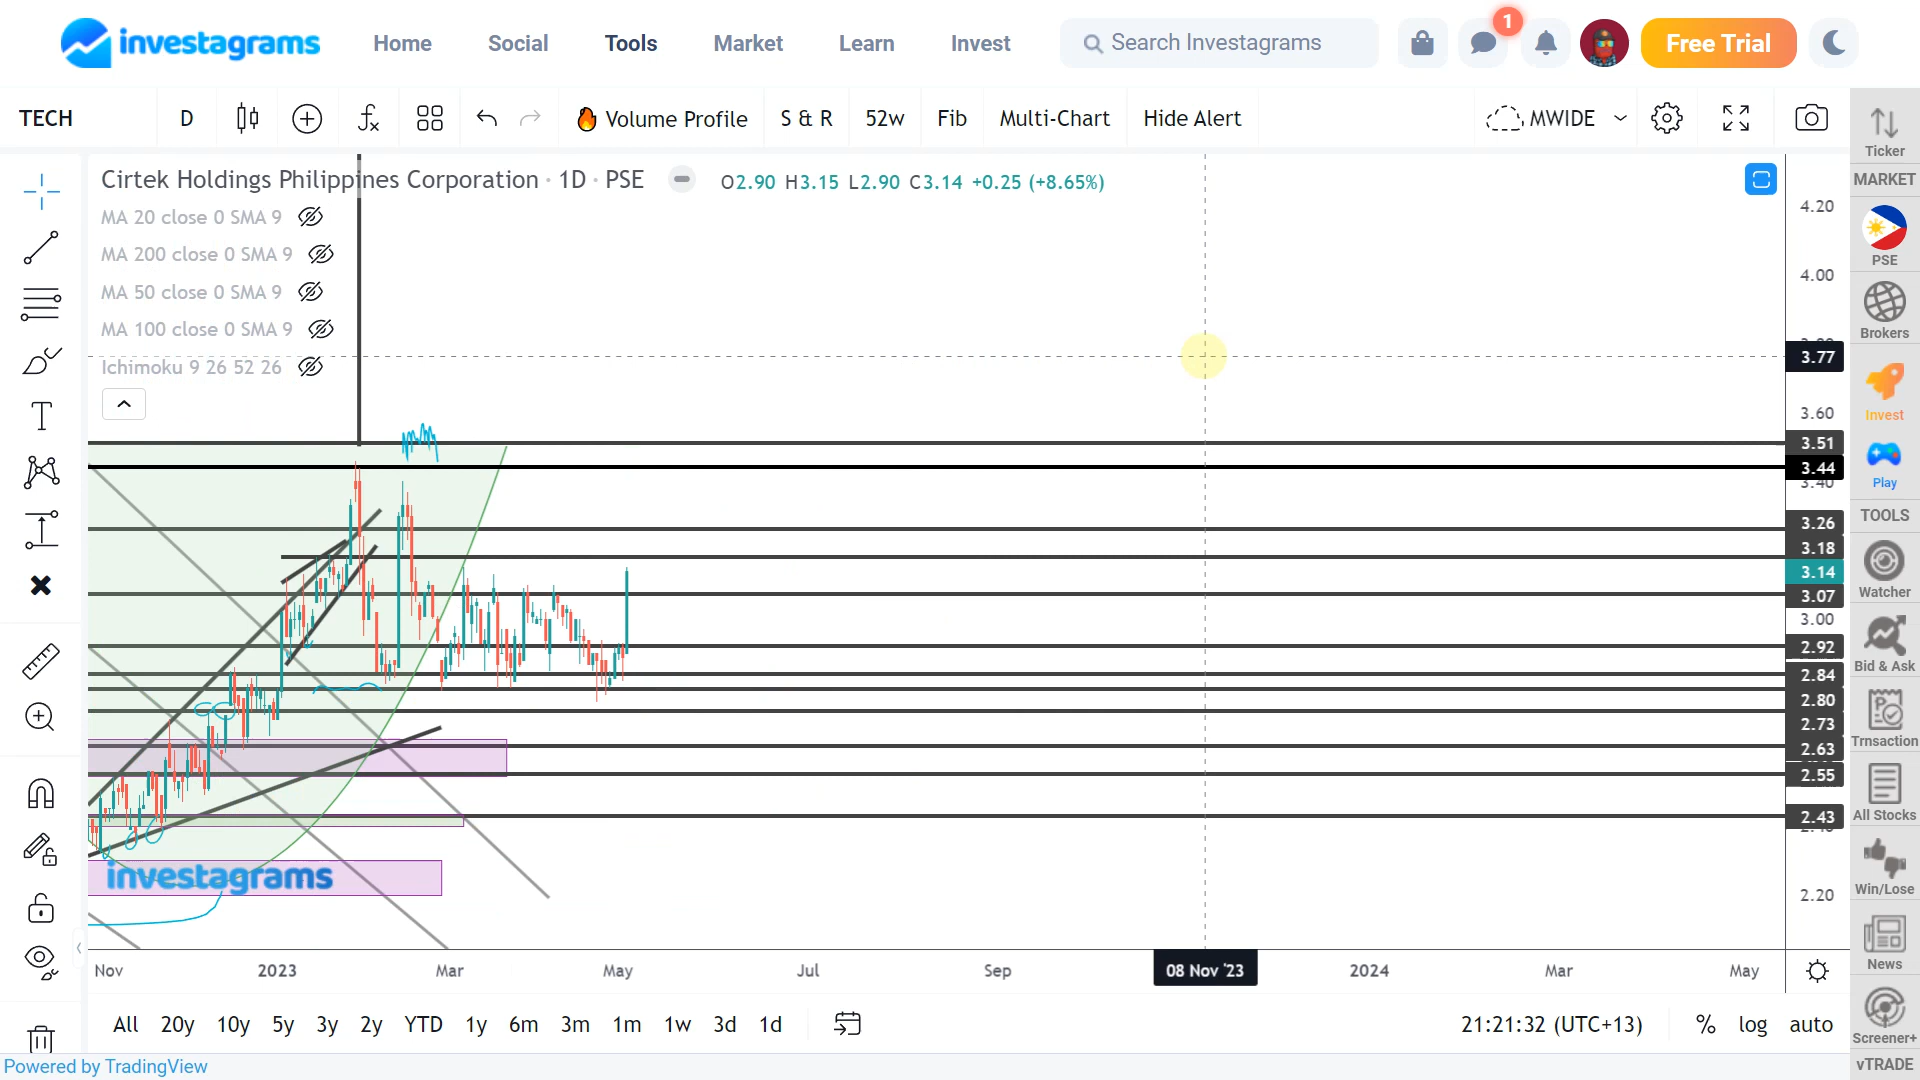 investagrams Home Social Tools Market Learn Invest Search Investagrams 1 Free Trial
TECH D Volume Profile S & R 52w Fib Multi-Chart Hide Alert MWIDE
Cirtek Holdings Philippines Corporation · 1D · PSE O2.90 H3.15 L2.90 C3.14 +0.25 (+8.65%)
MA 20 close 0 SMA 9
MA 200 close 0 SMA 9
MA 50 close 0 SMA 9
MA 100 close 0 SMA 9
Ichimoku 9 26 52 26
4.20
4.00
3.77
3.60
3.51
3.44
3.40
3.26
3.18
3.14
3.07
3.00
2.92
2.84
2.80
2.73
2.63
2.55
2.43
2.20
investagrams
Nov 2023 Mar May Jul Sep 08 Nov '23 2024 Mar May
All 20y 10y 5y 3y 2y YTD 1y 6m 3m 1m 1w 3d 1d 21:21:32 (UTC+13) % log auto
Powered by TradingView
Ticker
MARKET
PSE
Brokers
Invest
Play
TOOLS
Watcher
Bid & Ask
Trnsaction
All Stocks
Win/Lose
News
Screener+
vTRADE